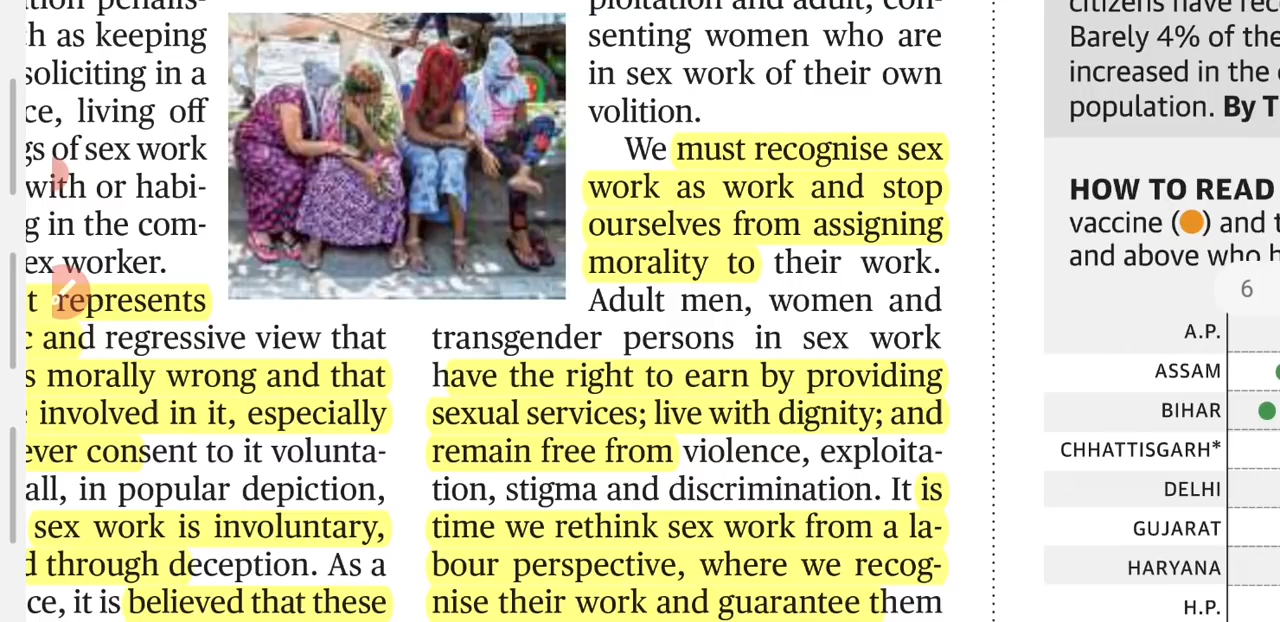 tion penalis-
h as keeping
soliciting in a
ce, living off
gs of sex work
with or habi-
g in the com-
ex worker.
t represents
c and regressive view that
s morally wrong and that
involved in it, especially
ever consent to it volunta-
all, in popular depiction,
sex work is involuntary,
d through deception. As a
ce, it is believed that these
ploitation and adult, con-
senting women who are
in sex work of their own
volition.
We must recognise sex
work as work and stop
ourselves from assigning
morality to their work.
Adult men, women and
transgender persons in sex work
have the right to earn by providing
sexual services; live with dignity; and
remain free from violence, exploita-
tion, stigma and discrimination. It is
time we rethink sex work from a la-
bour perspective, where we recog-
nise their work and guarantee them
citizens have rec
Barely 4% of the
increased in the
population. By T
HOW TO READ
vaccine ( ) and t
and above who h
6
A.P.
ASSAM
BIHAR
CHHATTISGARH*
DELHI
GUJARAT
HARYANA
H.P.